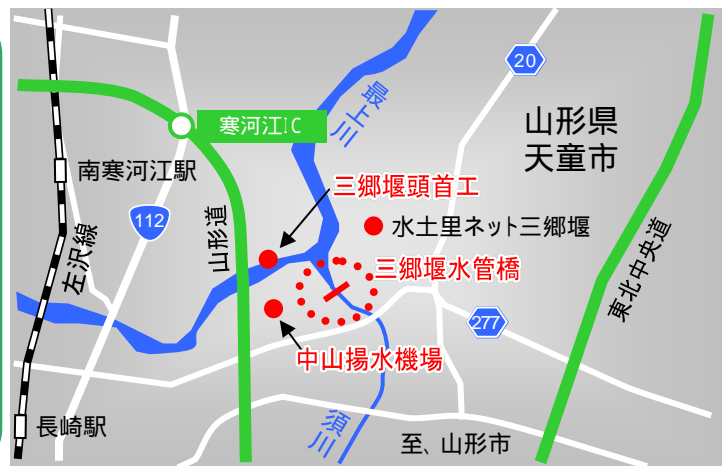 20
最上川
山形県
天童市
寒河江IC
南寒河江駅
三郷堰頭首工
112
山形道
水土里ネット三郷堰
左沢線
三郷堰水管橋
東北中央道
277
中山揚水機場
須川
長崎駅
至、山形市